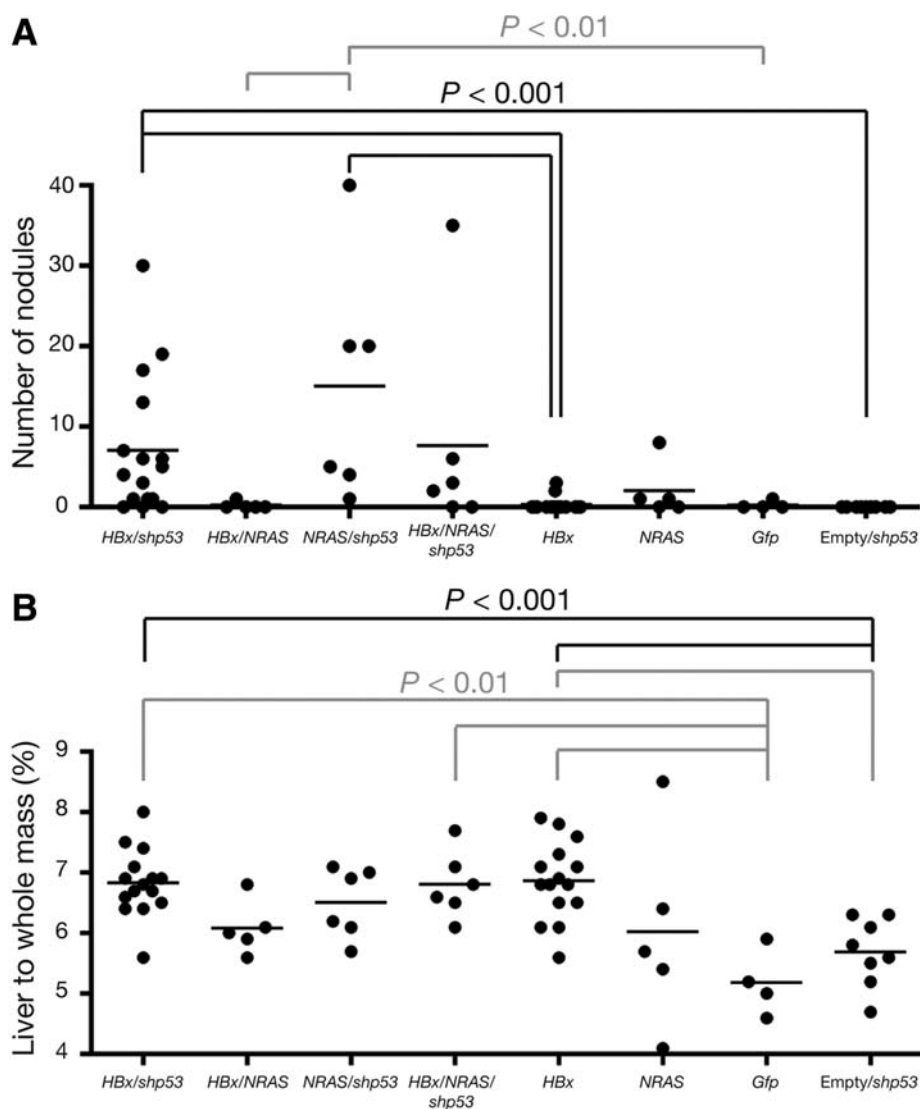 A
P < 0.01
P < 0.001
Number of nodules
40
30
20
10
0
HBx/shp53
HBx/NRAS
NRAS/shp53
HBx/NRAS/
shp53
HBx
NRAS
Gfp
Empty/shp53
B
P < 0.001
P < 0.01
Liver to whole mass (%)
9
8
7
6
5
4
HBx/shp53
HBx/NRAS
NRAS/shp53
HBx/NRAS/
shp53
HBx
NRAS
Gfp
Empty/shp53